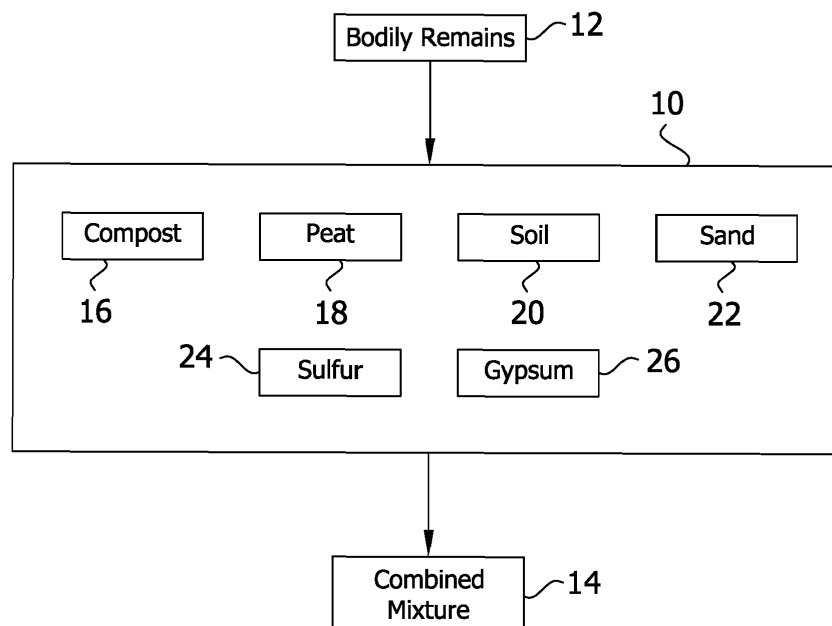 Bodily Remains 12
10
Compost Peat Soil Sand
16 18 20 22
24 Sulfur Gypsum 26
Combined 14
Mixture